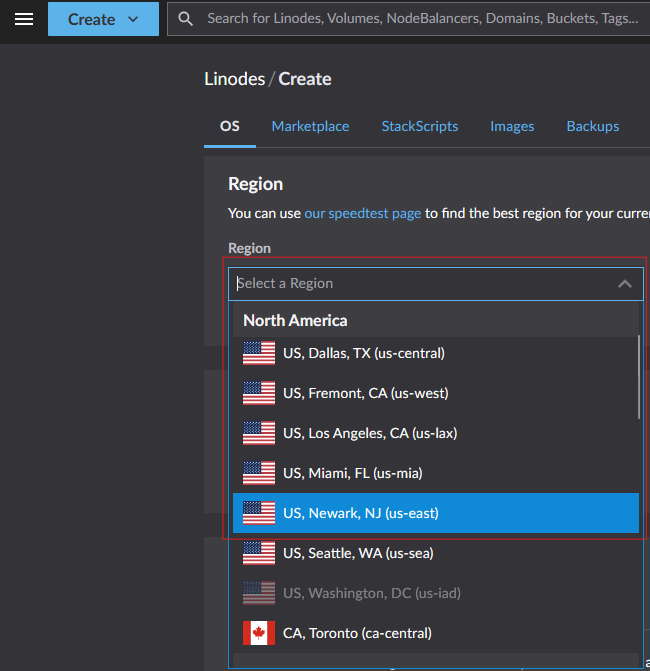 Create
Search for Linodes, Volumes, NodeBalancers, Domains, Buckets, Tags...
Linodes / Create
OS Marketplace StackScripts Images Backups
Region
You can use our speedtest page to find the best region for your curre
Region
Select a Region
North America
US, Dallas, TX (us-central)
US, Fremont, CA (us-west)
US, Los Angeles, CA (us-lax)
US, Miami, FL (us-mia)
US, Newark, NJ (us-east)
US, Seattle, WA (us-sea)
US, Washington, DC (us-iad)
CA, Toronto (ca-central)